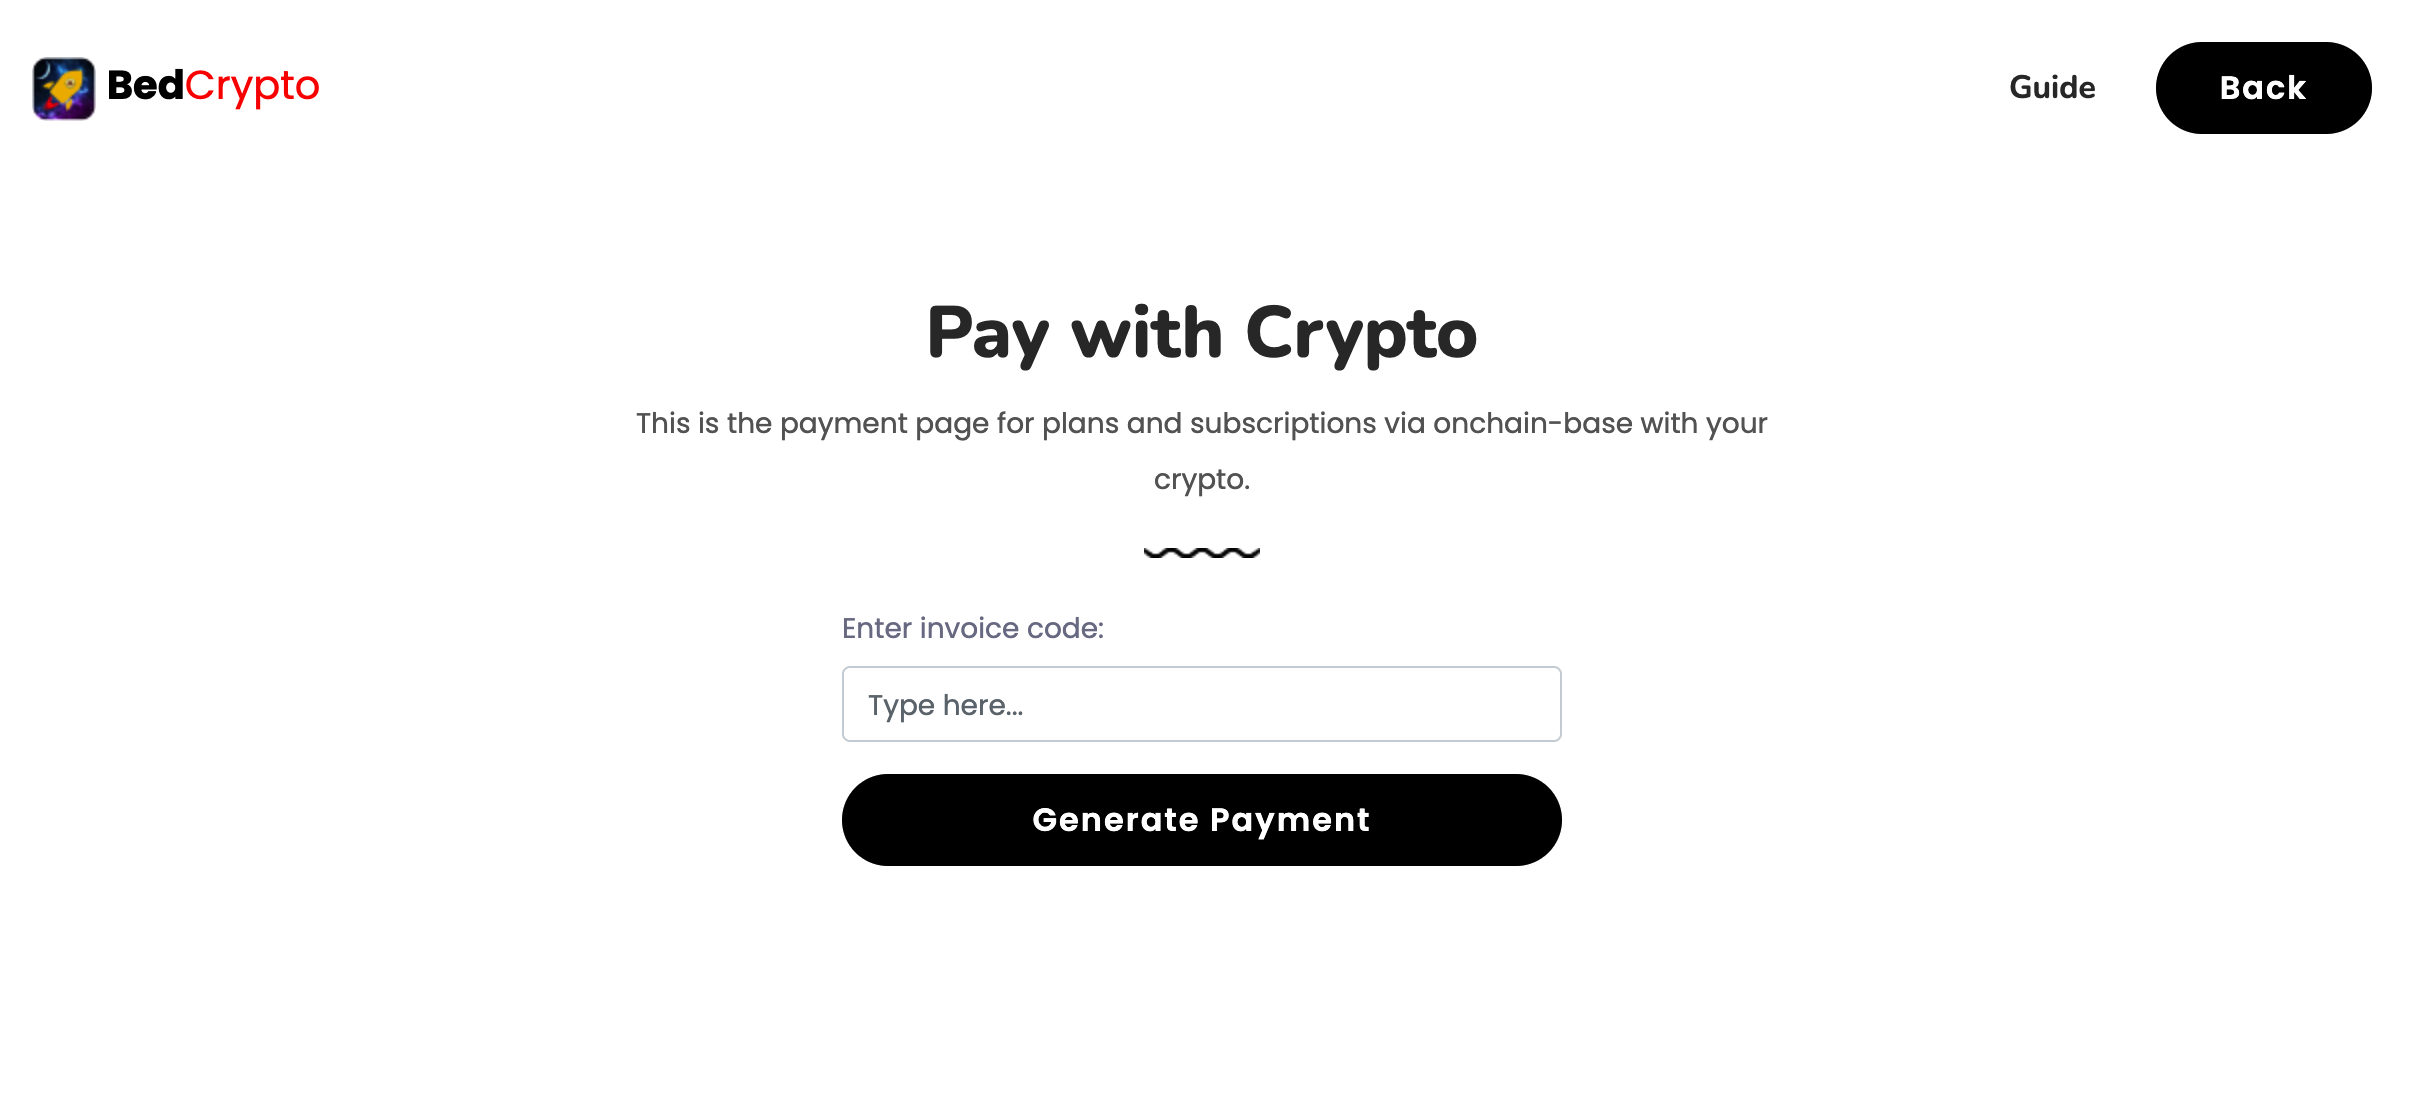 BedCrypto
Guide
Back
Pay with Crypto
This is the payment page for plans and subscriptions via onchain-base with your
crypto.
Enter invoice code:
Type here...
Generate Payment